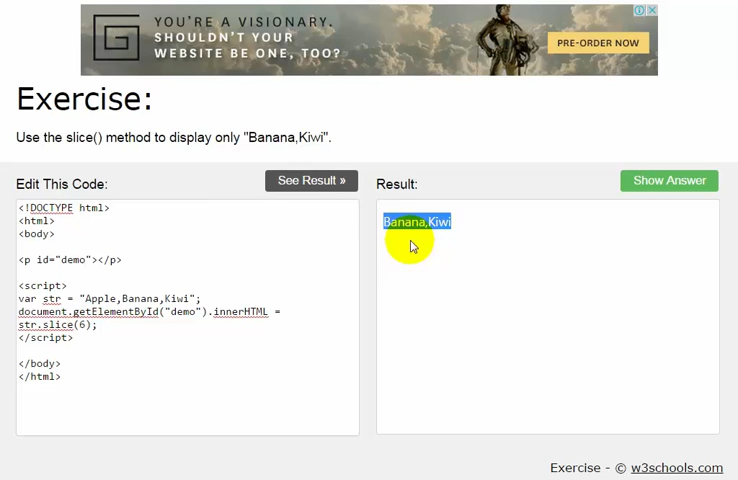 YOU'RE A VISIONARY.
SHOULDN'T YOUR
WEBSITE BE ONE, TOO?
PRE-ORDER NOW
Exercise:
Use the slice() method to display only "Banana,Kiwi".
Edit This Code:
See Result »
Result:
Show Answer
<!DOCTYPE html>
<html>
<body>
<p id="demo"></p>
<script>
var str = "Apple,Banana,Kiwi";
document.getElementById("demo").innerHTML =
str.slice(6);
</script>
</body>
</html>
Banana,Kiwi
Exercise - © w3schools.com